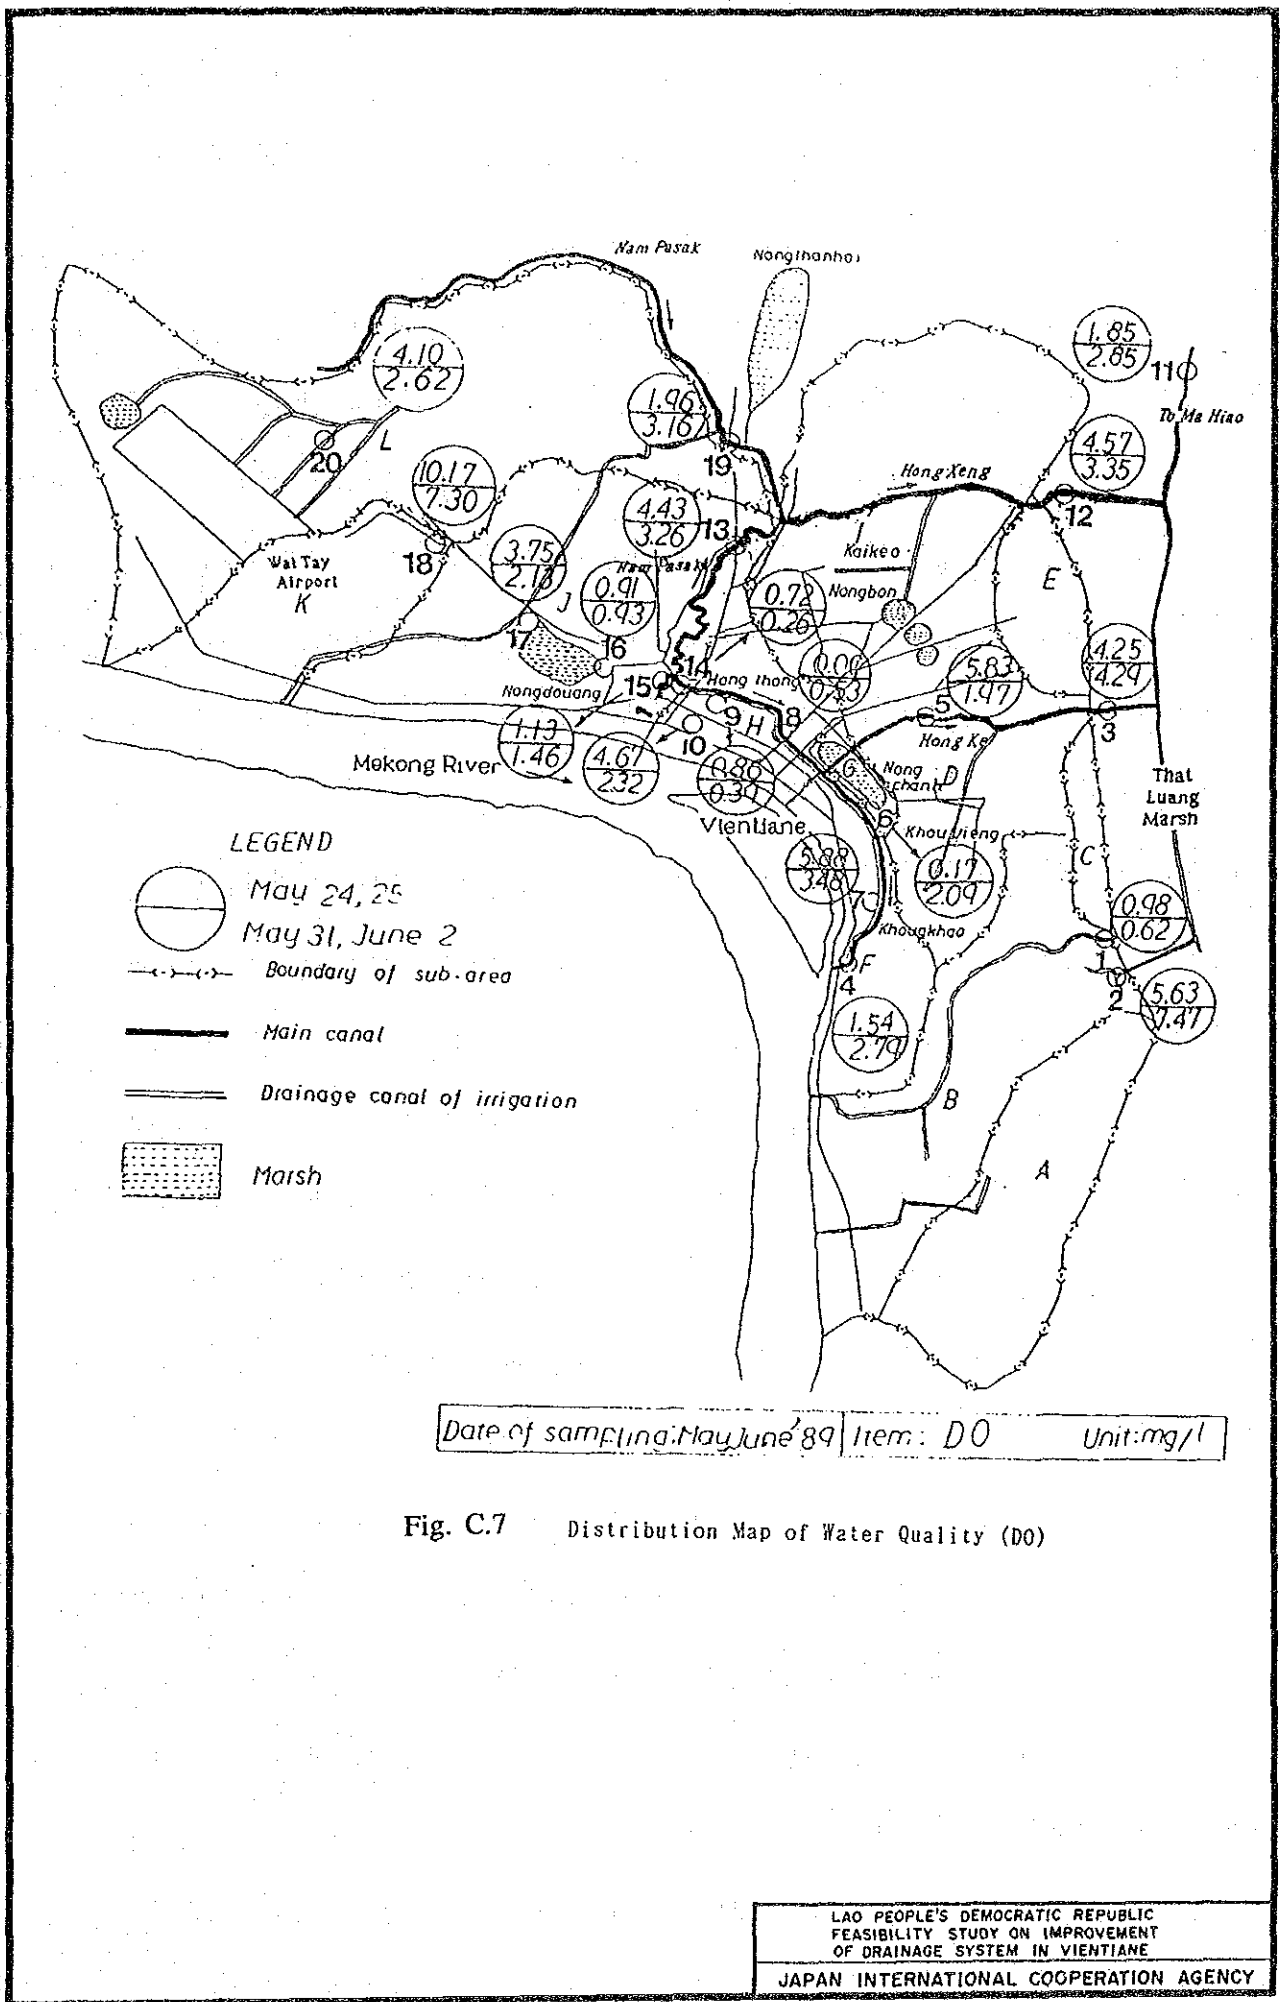 Nam Pasak
Nongthanhoi
1.85
2.85
11
To Ma Hiao
4.10
2.62
1.96
3.16
19
4.57
3.35
12
L
20
10.17
7.30
18
4.43
3.26
13
Hong Xeng
Kaikeo
Nongbon
E
Wat Tay
Airport
K
3.75
2.13
J
17
Nam Pasak
0.91
0.93
16
0.72
0.26
14
15
Hong thong
0.53
5.83
1.97
5
4.25
4.29
3
Nongdouang
9
H
8
10
Hong Ke
1.13
1.46
4.67
2.32
Mekong River
0.86
0.39
G
Nong
chanh
D
That
Luang
Marsh
Vientiane
6
Khouvieng
C
5.88
3.48
0.17
2.09
0.98
0.62
7
Khouakhao
F
4
1
2
1.54
2.79
5.63
7.47
B
A
LEGEND
May 24, 25
May 31, June 2
Boundary of sub-area
Main canal
Drainage canal of irrigation
Marsh
Date of sampling: May June '89 Item: DO Unit: mg/l
Fig. C.7 Distribution Map of Water Quality (DO)
LAO PEOPLE'S DEMOCRATIC REPUBLIC
FEASIBILITY STUDY ON IMPROVEMENT
OF DRAINAGE SYSTEM IN VIENTIANE
JAPAN INTERNATIONAL COOPERATION AGENCY